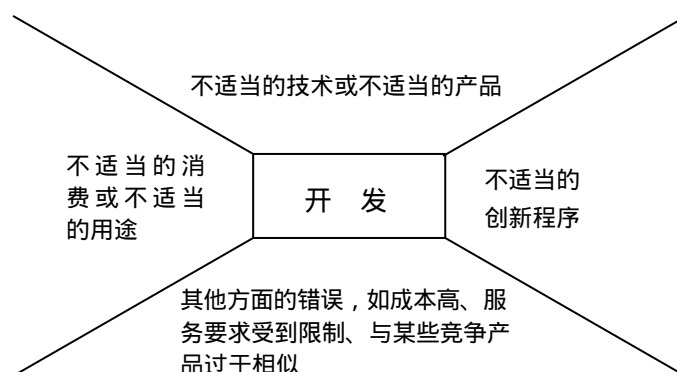 不适当的技术或不适当的产品
不适当的消
费或不适当
的用途
开 发
不适当的
创新程序
其他方面的错误，如成本高、服
务要求受到限制、与某些竞争产
品过于相似